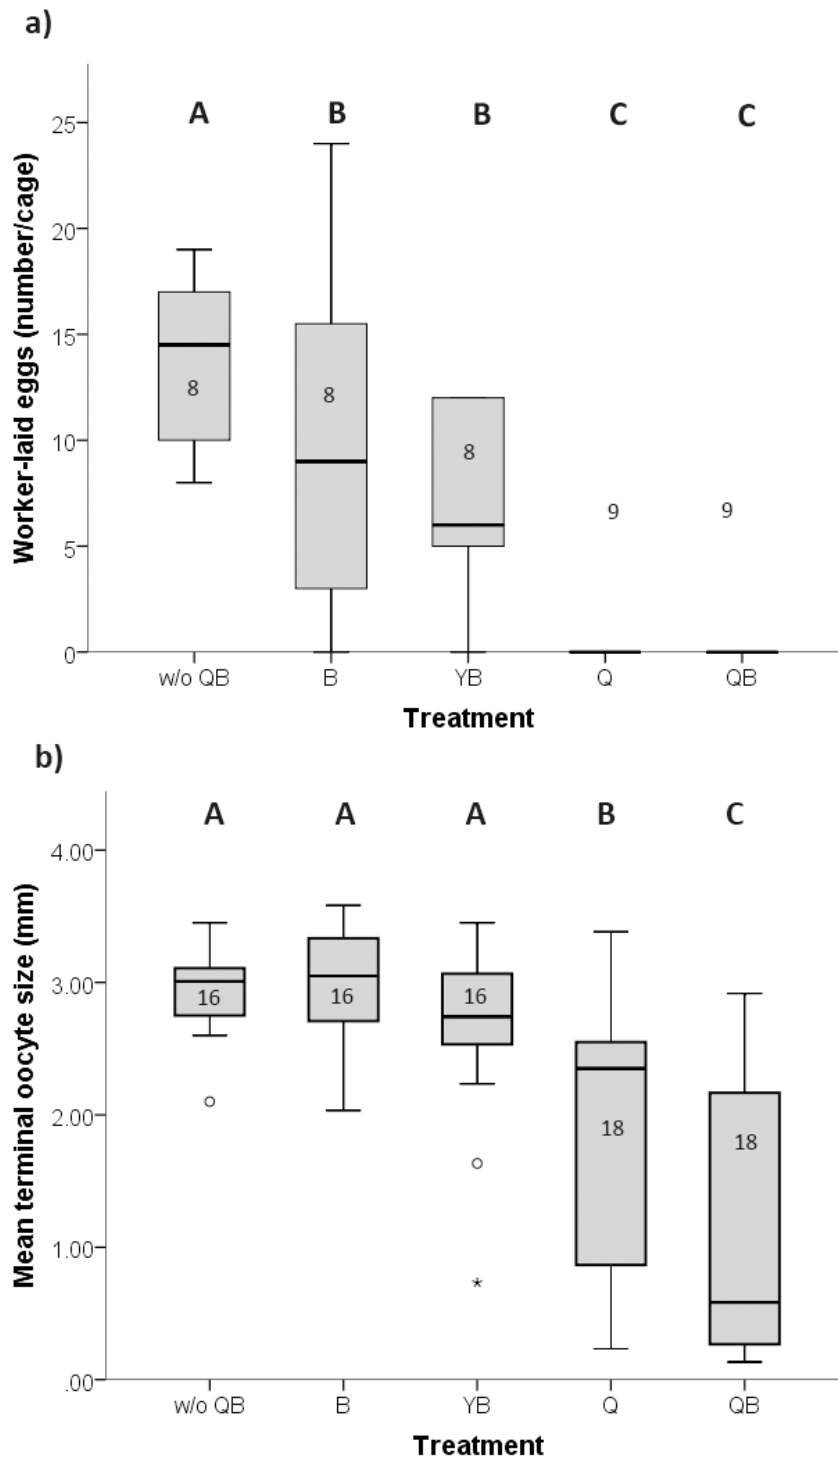 a)
A B B C C
Worker-laid eggs (number/cage)
25
20
15
10
5
0
8 8 8 9 9
w/o QB B YB Q QB
Treatment
b)
A A A B C
Mean terminal oocyte size (mm)
4.00
3.00
2.00
1.00
.00
16 16 16 18 18
w/o QB B YB Q QB
Treatment